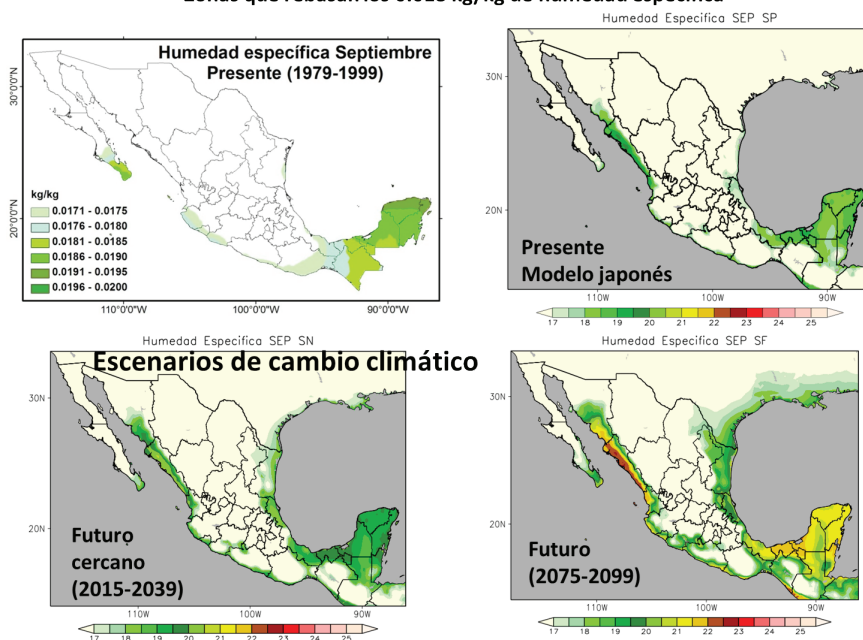 Zonas que rebasan los 0.018 kg/kg de humedad específica
Humedad específica Septiembre
Presente (1979-1999)
30°0'0"N
20°0'0"N
kg/kg
0.0171 - 0.0175
0.0176 - 0.0180
0.0181 - 0.0185
0.0186 - 0.0190
0.0191 - 0.0195
0.0196 - 0.0200
110°0'0"W 100°0'0"W 90°0'0"W
Humedad Especifica SEP SP
30N
20N
Presente
Modelo japonés
110W 100W 90W
17 18 19 20 21 22 23 24 25
Humedad Especifica SEP SN
Escenarios de cambio climático
30N
20N
Futuro
cercano
(2015-2039)
110W 100W 90W
17 18 19 20 21 22 23 24 25
Humedad Especifica SEP SF
30N
20N
Futuro
(2075-2099)
110W 100W 90W
17 18 19 20 21 22 23 24 25